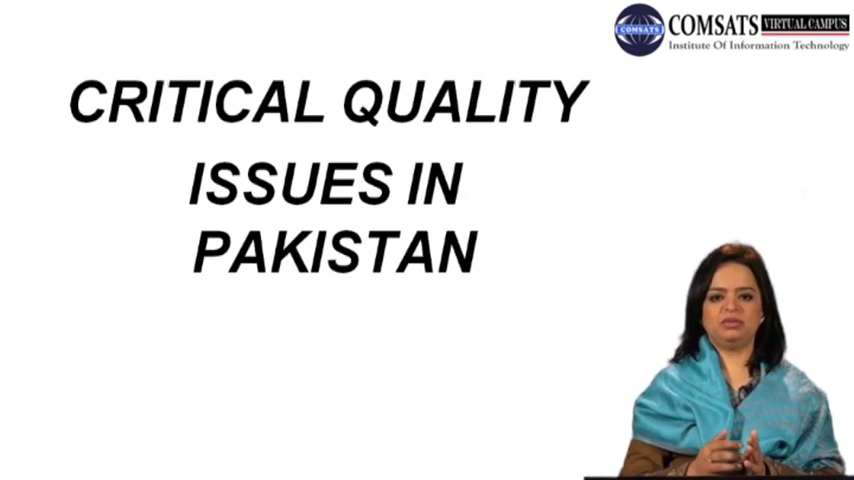 COMSATS VIRTUAL CAMPUS
Institute Of Information Technology
COMSATS
CRITICAL QUALITY
ISSUES IN
PAKISTAN